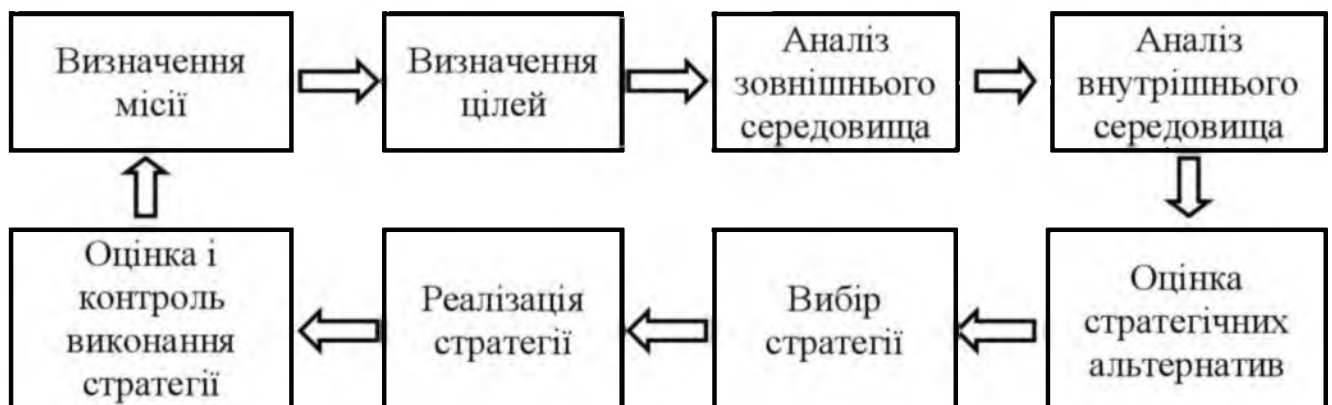 Визначення
місії
Визначення
цілей
Аналіз
зовнішнього
середовища
Аналіз
внутрішнього
середовища
Оцінка
стратегічних
альтернатив
Вибір
стратегії
Реалізація
стратегії
Оцінка і
контроль
виконання
стратегії